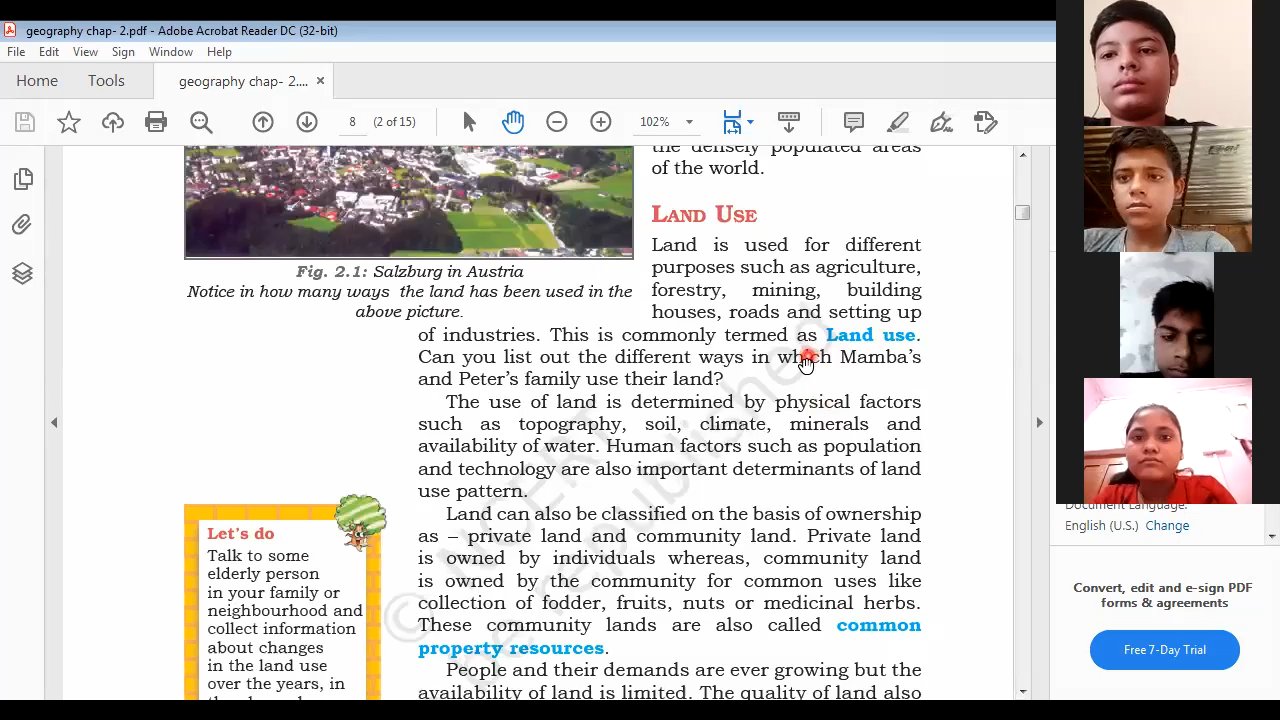 geography chap- 2.pdf - Adobe Acrobat Reader DC (32-bit)
File Edit View Sign Window Help
Home Tools geography chap- 2.... ×
8 (2 of 15) 102%
the densely populated areas
of the world.
LAND USE
Land is used for different
purposes such as agriculture,
forestry, mining, building
houses, roads and setting up
Fig. 2.1: Salzburg in Austria
Notice in how many ways the land has been used in the
above picture.
of industries. This is commonly termed as Land use.
Can you list out the different ways in which Mamba's
and Peter's family use their land?
The use of land is determined by physical factors
such as topography, soil, climate, minerals and
availability of water. Human factors such as population
and technology are also important determinants of land
use pattern.
Land can also be classified on the basis of ownership
as – private land and community land. Private land
is owned by individuals whereas, community land
is owned by the community for common uses like
collection of fodder, fruits, nuts or medicinal herbs.
These community lands are also called common
property resources.
People and their demands are ever growing but the
availability of land is limited. The quality of land also
Let's do
Talk to some
elderly person
in your family or
neighbourhood and
collect information
about changes
in the land use
over the years, in
© NCERT
be republished
Document Language:
English (U.S.) Change
Convert, edit and e-sign PDF
forms & agreements
Free 7-Day Trial